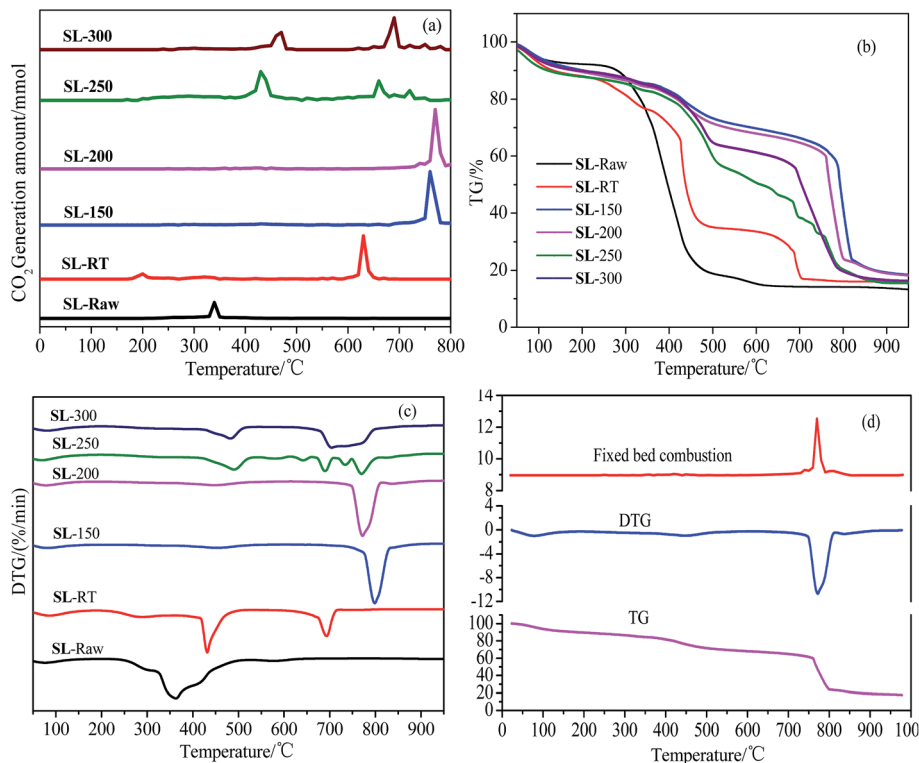 (a)
SL-300
SL-250
SL-200
SL-150
SL-RT
SL-Raw
CO2 Generation amount/mmol
0 100 200 300 400 500 600 700 800
Temperature/℃
(b)
100
80
60
40
20
0
TG/%
SL-Raw
SL-RT
SL-150
SL-200
SL-250
SL-300
100 200 300 400 500 600 700 800 900
Temperature/℃
(c)
SL-300
SL-250
SL-200
SL-150
SL-RT
SL-Raw
DTG/(%/min)
100 200 300 400 500 600 700 800 900
Temperature/℃
(d)
14
12
10
8
Fixed bed combustion
DTG
0
-4
-8
-12
TG
100
80
60
40
20
0
0 100 200 300 400 500 600 700 800 900 100
Temperature/℃